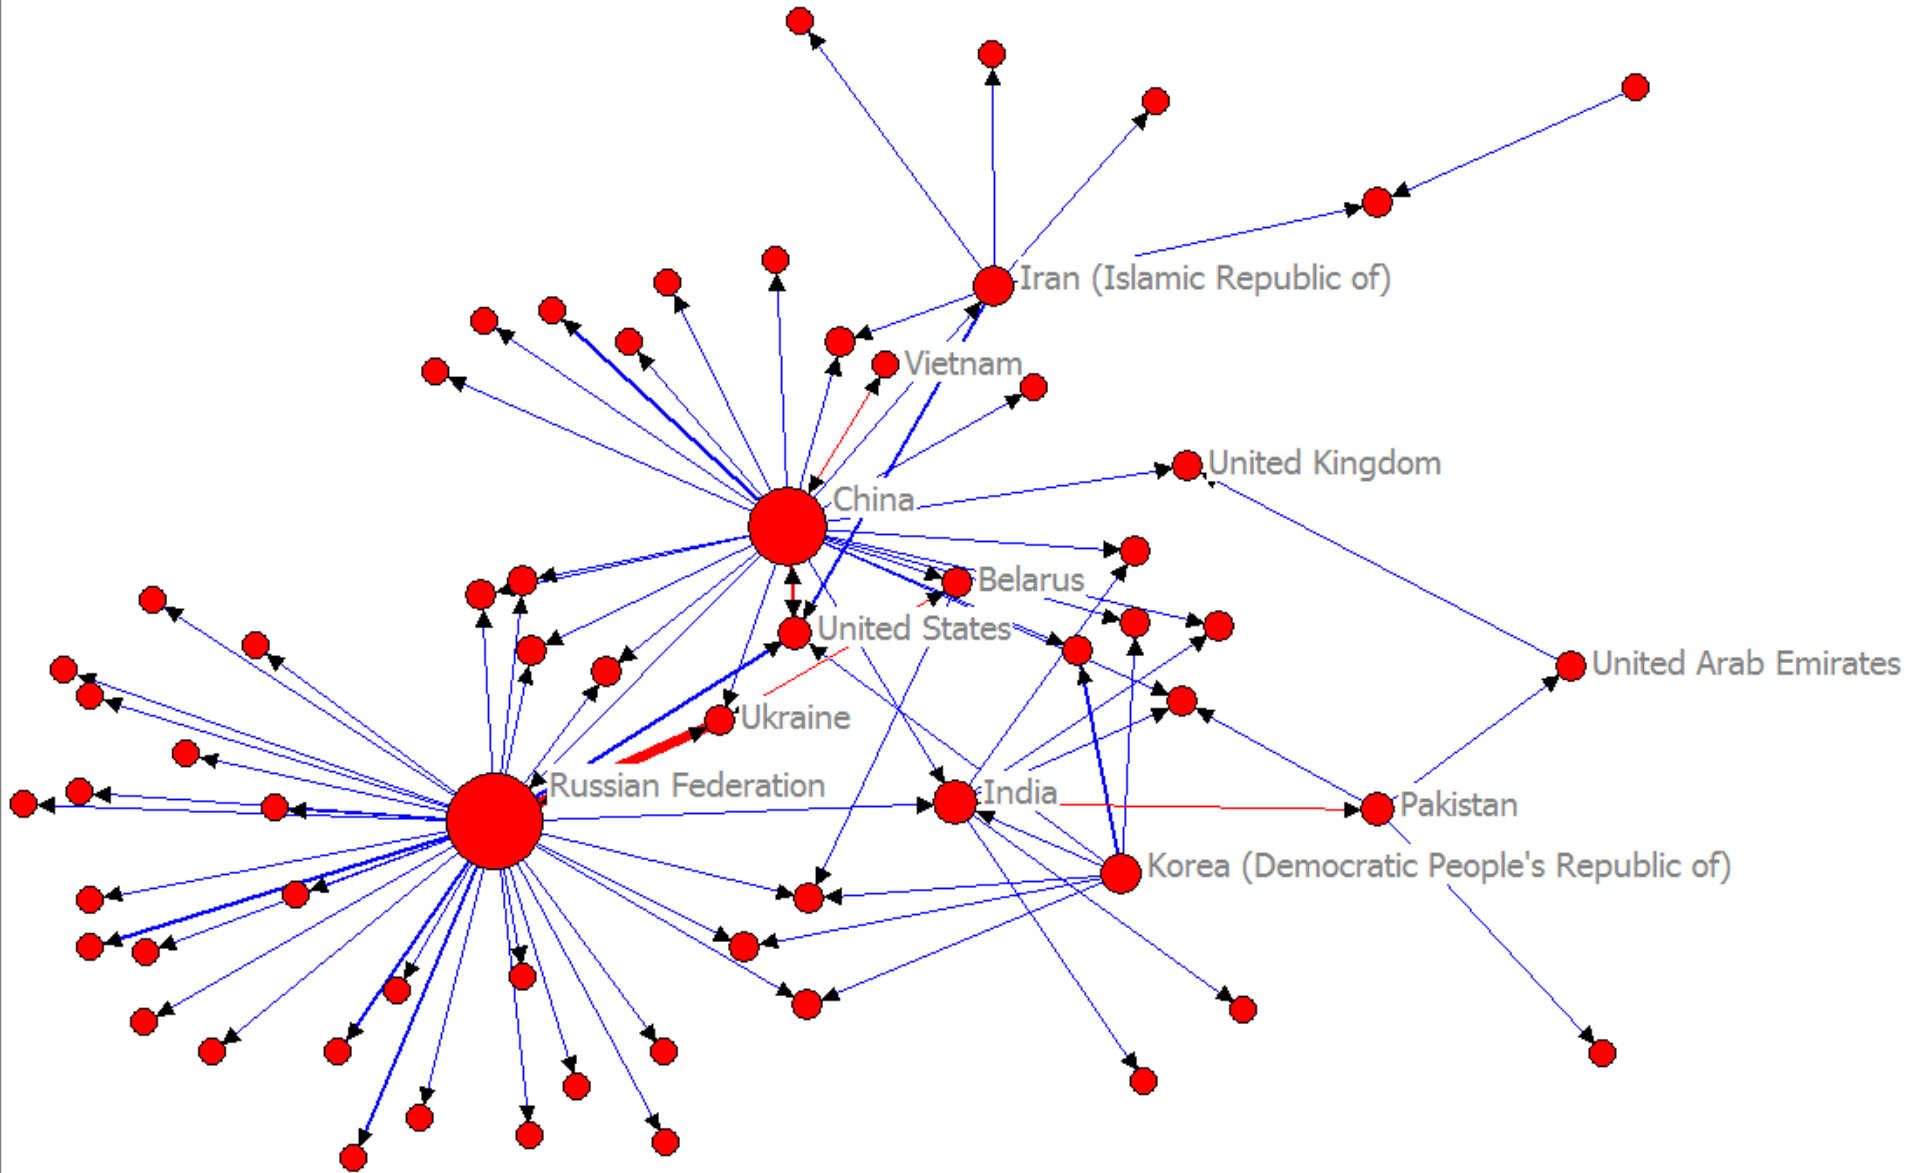 Iran (Islamic Republic of)
Vietnam
United Kingdom
China
Belarus
United States
United Arab Emirates
Ukraine
Russian Federation
India
Pakistan
Korea (Democratic People's Republic of)